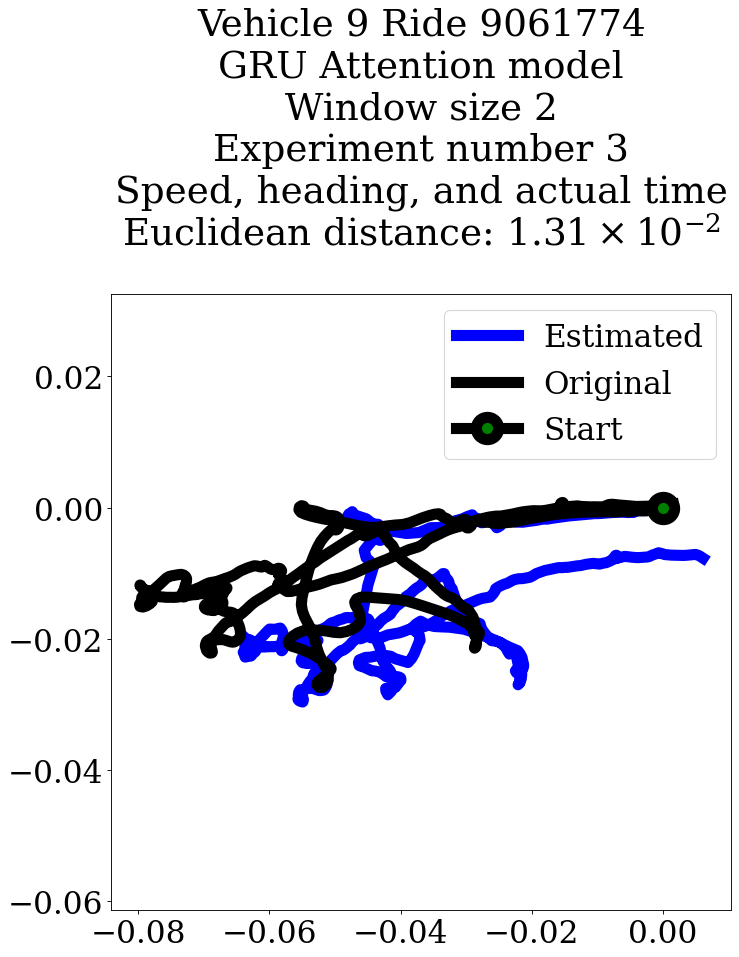 Vehicle 9 Ride 9061774
GRU Attention model
Window size 2
Experiment number 3
Speed, heading, and actual time
Euclidean distance: 1.31 × 10⁻²
Estimated
Original
Start
0.02
0.00
−0.02
−0.04
−0.06
−0.08 −0.06 −0.04 −0.02 0.00